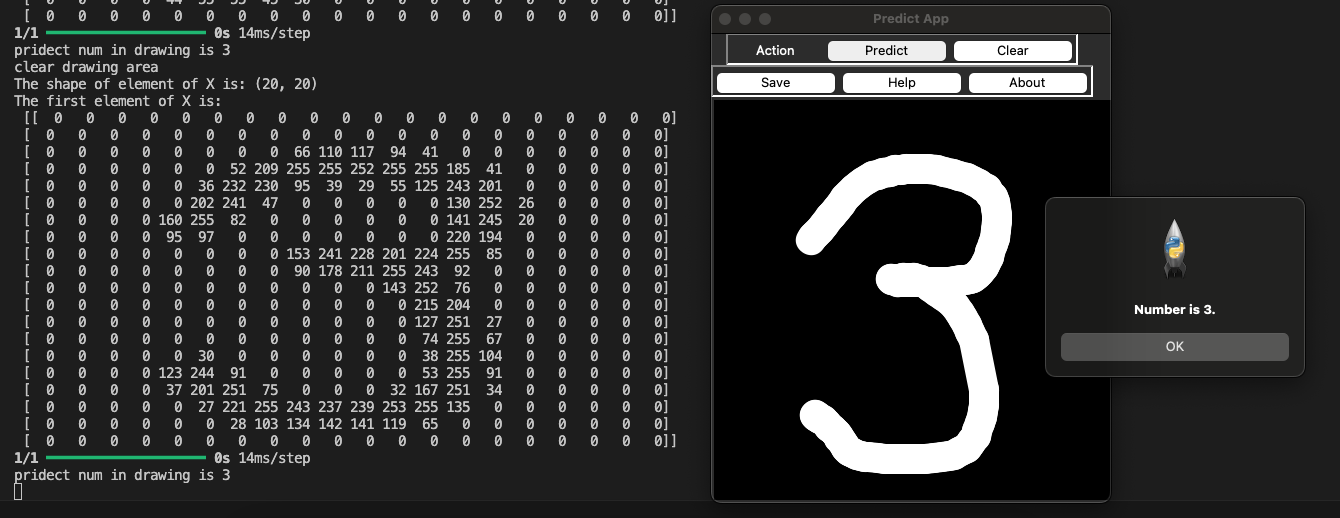 [ 0 0 0 0 0 0 0 0 0 0 0 0 0 0 0 0 0 0 0 0]]
1/1 0s 14ms/step
pridect num in drawing is 3
clear drawing area
The shape of element of X is: (20, 20)
The first element of X is:
[[ 0 0 0 0 0 0 0 0 0 0 0 0 0 0 0 0 0 0 0 0]
[ 0 0 0 0 0 0 0 0 0 0 0 0 0 0 0 0 0 0 0 0]
[ 0 0 0 0 0 0 0 0 66 110 117 94 41 0 0 0 0 0 0 0]
[ 0 0 0 0 0 0 52 209 255 255 252 255 255 185 41 0 0 0 0 0]
[ 0 0 0 0 0 36 232 230 95 39 29 55 125 243 201 0 0 0 0 0]
[ 0 0 0 0 0 202 241 47 0 0 0 0 0 130 252 26 0 0 0 0]
[ 0 0 0 0 160 255 82 0 0 0 0 0 0 141 245 20 0 0 0 0]
[ 0 0 0 0 95 97 0 0 0 0 0 0 0 220 194 0 0 0 0 0]
[ 0 0 0 0 0 0 0 0 153 241 228 201 224 255 85 0 0 0 0 0]
[ 0 0 0 0 0 0 0 0 90 178 211 255 243 92 0 0 0 0 0 0]
[ 0 0 0 0 0 0 0 0 0 0 0 143 252 76 0 0 0 0 0 0]
[ 0 0 0 0 0 0 0 0 0 0 0 0 215 204 0 0 0 0 0 0]
[ 0 0 0 0 0 0 0 0 0 0 0 0 127 251 27 0 0 0 0 0]
[ 0 0 0 0 0 0 0 0 0 0 0 0 74 255 67 0 0 0 0 0]
[ 0 0 0 0 0 30 0 0 0 0 0 0 38 255 104 0 0 0 0 0]
[ 0 0 0 0 123 244 91 0 0 0 0 0 53 255 91 0 0 0 0 0]
[ 0 0 0 0 37 201 251 75 0 0 0 32 167 251 34 0 0 0 0 0]
[ 0 0 0 0 0 27 221 255 243 237 239 253 255 135 0 0 0 0 0 0]
[ 0 0 0 0 0 0 28 103 134 142 141 119 65 0 0 0 0 0 0 0]
[ 0 0 0 0 0 0 0 0 0 0 0 0 0 0 0 0 0 0 0 0]]
1/1 0s 14ms/step
pridect num in drawing is 3
Predict App
Action Predict Clear
Save Help About
3
Number is 3.
OK